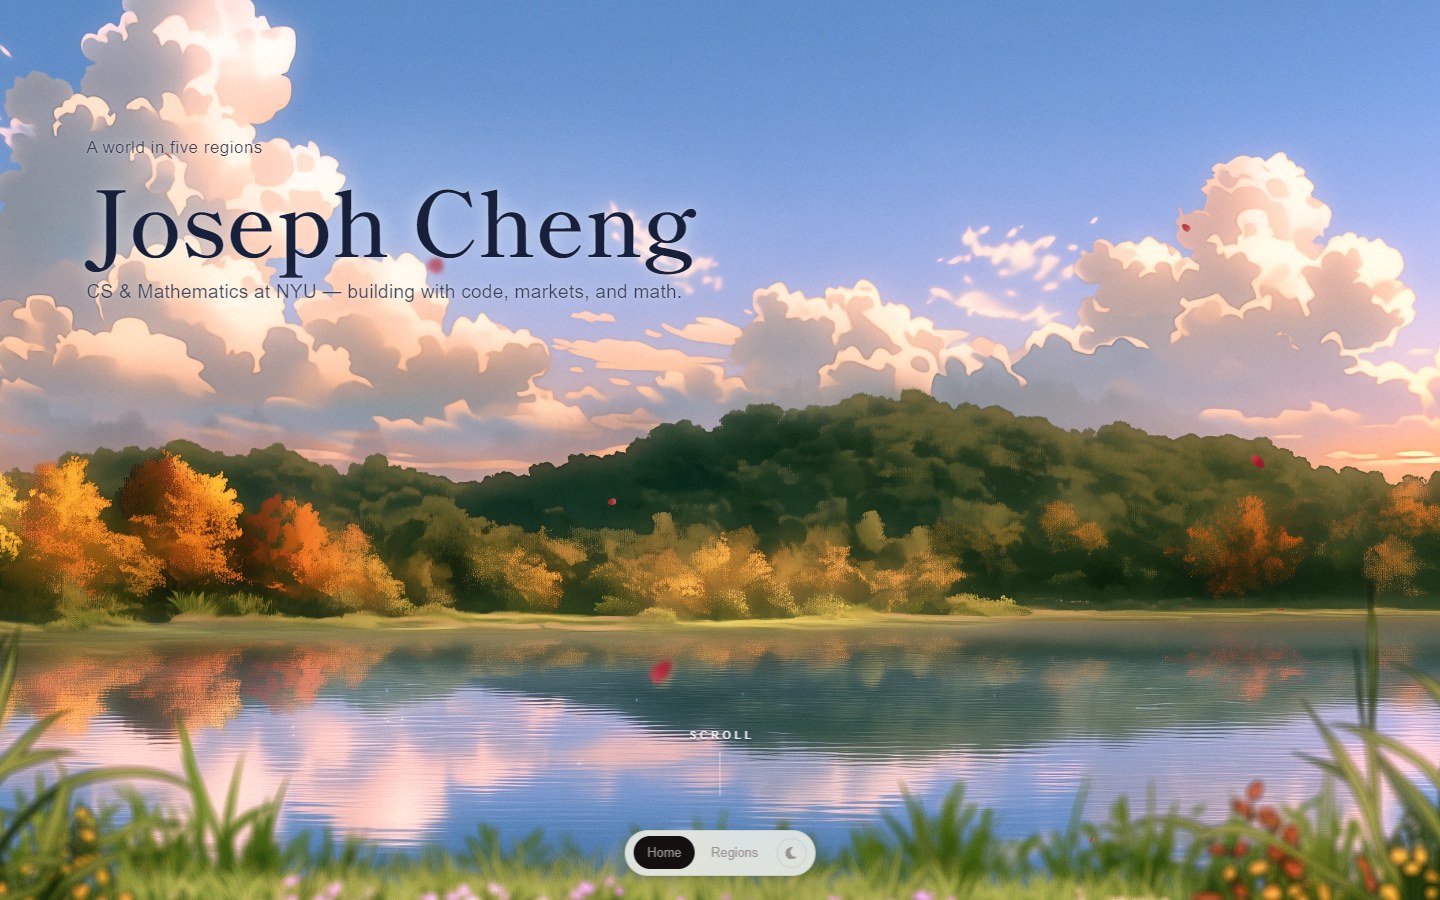 A world in five regions
Joseph Cheng
CS & Mathematics at NYU — building with code, markets, and math.
SCROLL
Home
Regions